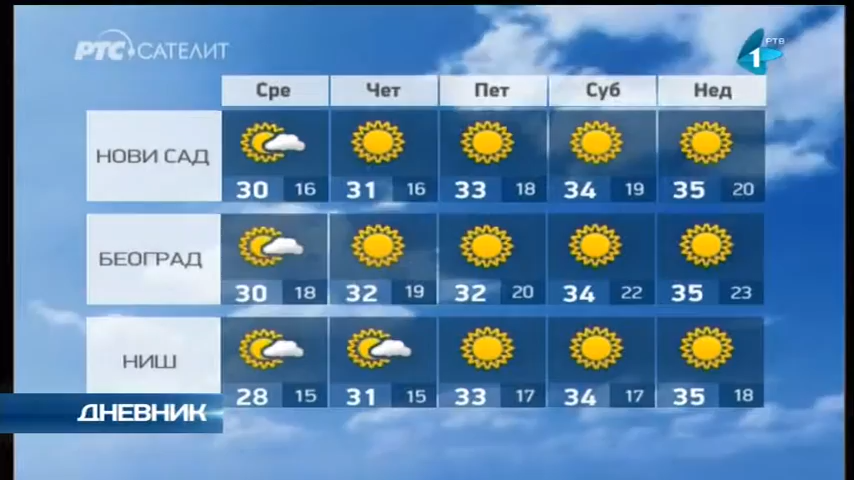 РТС САТЕЛИТ
РТВ
1
Сре Чет Пет Суб Нед
НОВИ САД
30 16 31 16 33 18 34 19 35 20
БЕОГРАД
30 18 32 19 32 20 34 22 35 23
НИШ
28 15 31 15 33 17 34 17 35 18
ДНЕВНИК